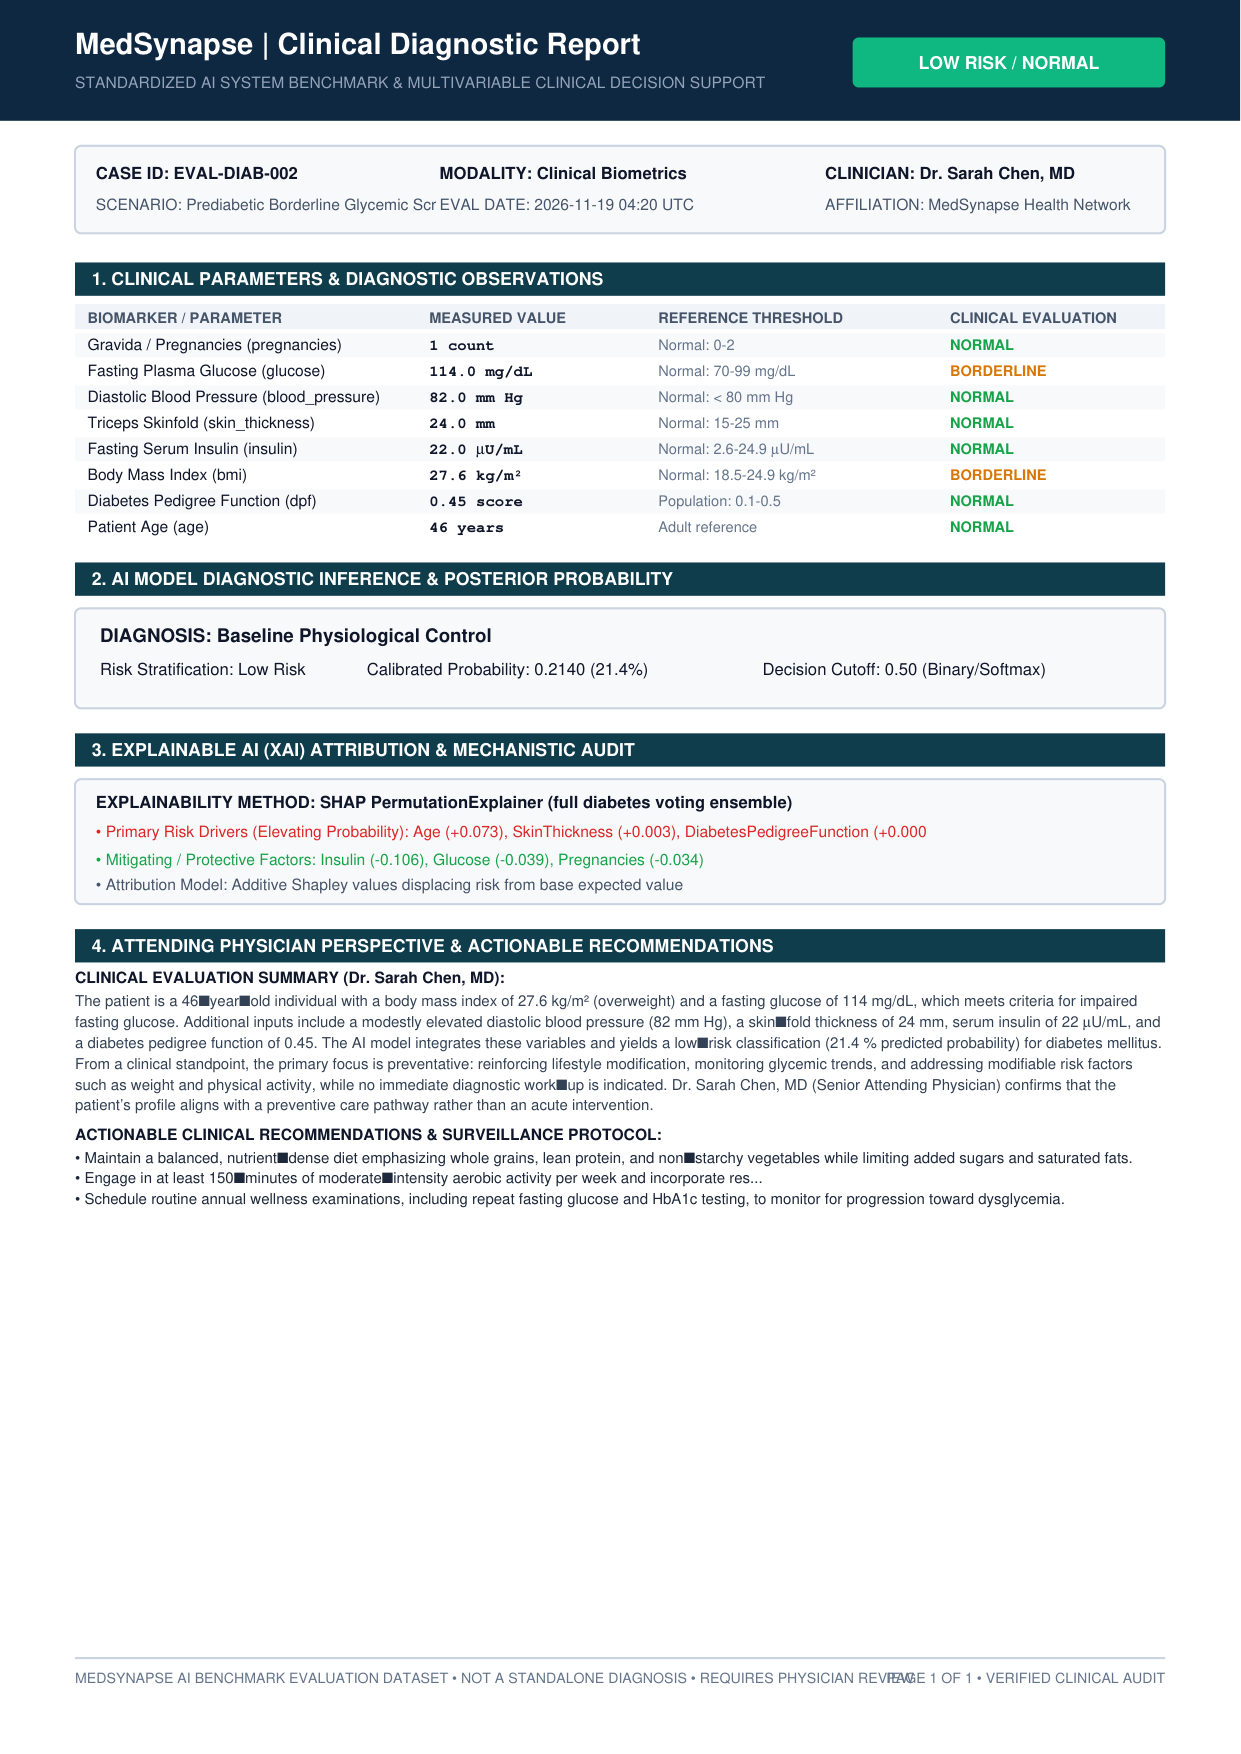 MedSynapse | Clinical Diagnostic Report
STANDARDIZED AI SYSTEM BENCHMARK & MULTIVARIABLE CLINICAL DECISION SUPPORT
LOW RISK / NORMAL
CASE ID: EVAL-DIAB-002 MODALITY: Clinical Biometrics CLINICIAN: Dr. Sarah Chen, MD
SCENARIO: Prediabetic Borderline Glycemic Scr EVAL DATE: 2026-11-19 04:20 UTC AFFILIATION: MedSynapse Health Network
1. CLINICAL PARAMETERS & DIAGNOSTIC OBSERVATIONS
BIOMARKER / PARAMETER MEASURED VALUE REFERENCE THRESHOLD CLINICAL EVALUATION
Gravida / Pregnancies (pregnancies) 1 count Normal: 0-2 NORMAL
Fasting Plasma Glucose (glucose) 114.0 mg/dL Normal: 70-99 mg/dL BORDERLINE
Diastolic Blood Pressure (blood_pressure) 82.0 mm Hg Normal: < 80 mm Hg NORMAL
Triceps Skinfold (skin_thickness) 24.0 mm Normal: 15-25 mm NORMAL
Fasting Serum Insulin (insulin) 22.0 µU/mL Normal: 2.6-24.9 µU/mL NORMAL
Body Mass Index (bmi) 27.6 kg/m² Normal: 18.5-24.9 kg/m² BORDERLINE
Diabetes Pedigree Function (dpf) 0.45 score Population: 0.1-0.5 NORMAL
Patient Age (age) 46 years Adult reference NORMAL
2. AI MODEL DIAGNOSTIC INFERENCE & POSTERIOR PROBABILITY
DIAGNOSIS: Baseline Physiological Control
Risk Stratification: Low Risk Calibrated Probability: 0.2140 (21.4%) Decision Cutoff: 0.50 (Binary/Softmax)
3. EXPLAINABLE AI (XAI) ATTRIBUTION & MECHANISTIC AUDIT
EXPLAINABILITY METHOD: SHAP PermutationExplainer (full diabetes voting ensemble)
• Primary Risk Drivers (Elevating Probability): Age (+0.073), SkinThickness (+0.003), DiabetesPedigreeFunction (+0.000
• Mitigating / Protective Factors: Insulin (-0.106), Glucose (-0.039), Pregnancies (-0.034)
• Attribution Model: Additive Shapley values displacing risk from base expected value
4. ATTENDING PHYSICIAN PERSPECTIVE & ACTIONABLE RECOMMENDATIONS
CLINICAL EVALUATION SUMMARY (Dr. Sarah Chen, MD):
The patient is a 46■year■old individual with a body mass index of 27.6 kg/m² (overweight) and a fasting glucose of 114 mg/dL, which meets criteria for impaired
fasting glucose. Additional inputs include a modestly elevated diastolic blood pressure (82 mm Hg), a skin■fold thickness of 24 mm, serum insulin of 22 µU/mL, and
a diabetes pedigree function of 0.45. The AI model integrates these variables and yields a low■risk classification (21.4 % predicted probability) for diabetes mellitus.
From a clinical standpoint, the primary focus is preventative: reinforcing lifestyle modification, monitoring glycemic trends, and addressing modifiable risk factors
such as weight and physical activity, while no immediate diagnostic work■up is indicated. Dr. Sarah Chen, MD (Senior Attending Physician) confirms that the
patient's profile aligns with a preventive care pathway rather than an acute intervention.
ACTIONABLE CLINICAL RECOMMENDATIONS & SURVEILLANCE PROTOCOL:
• Maintain a balanced, nutrient■dense diet emphasizing whole grains, lean protein, and non■starchy vegetables while limiting added sugars and saturated fats.
• Engage in at least 150■minutes of moderate■intensity aerobic activity per week and incorporate res...
• Schedule routine annual wellness examinations, including repeat fasting glucose and HbA1c testing, to monitor for progression toward dysglycemia.
MEDSYNAPSE AI BENCHMARK EVALUATION DATASET • NOT A STANDALONE DIAGNOSIS • REQUIRES PHYSICIAN REVIEW PAGE 1 OF 1 • VERIFIED CLINICAL AUDIT